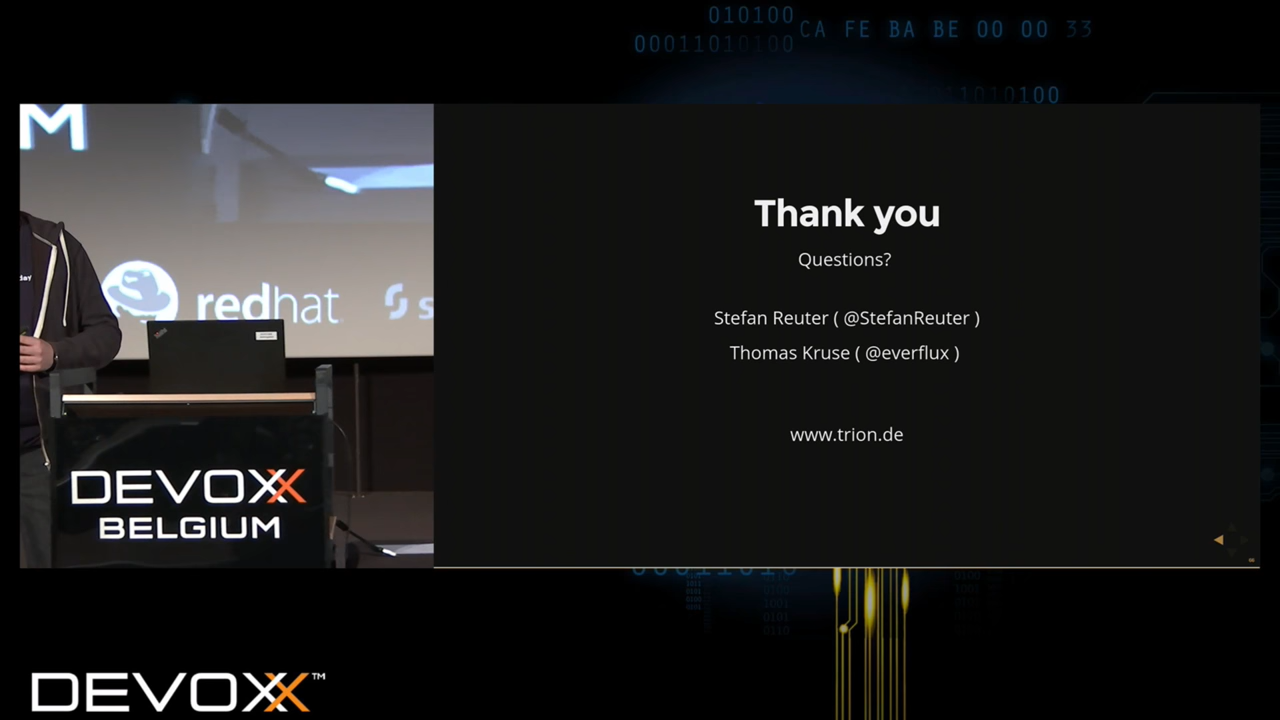 010100
00011010100
CA FE BA BE 00 00 33
1010100
M
redhat
s
DEVOXX
BELGIUM
Thank you
Questions?
Stefan Reuter ( @StefanReuter )
Thomas Kruse ( @everflux )
www.trion.de
DEVOXX™